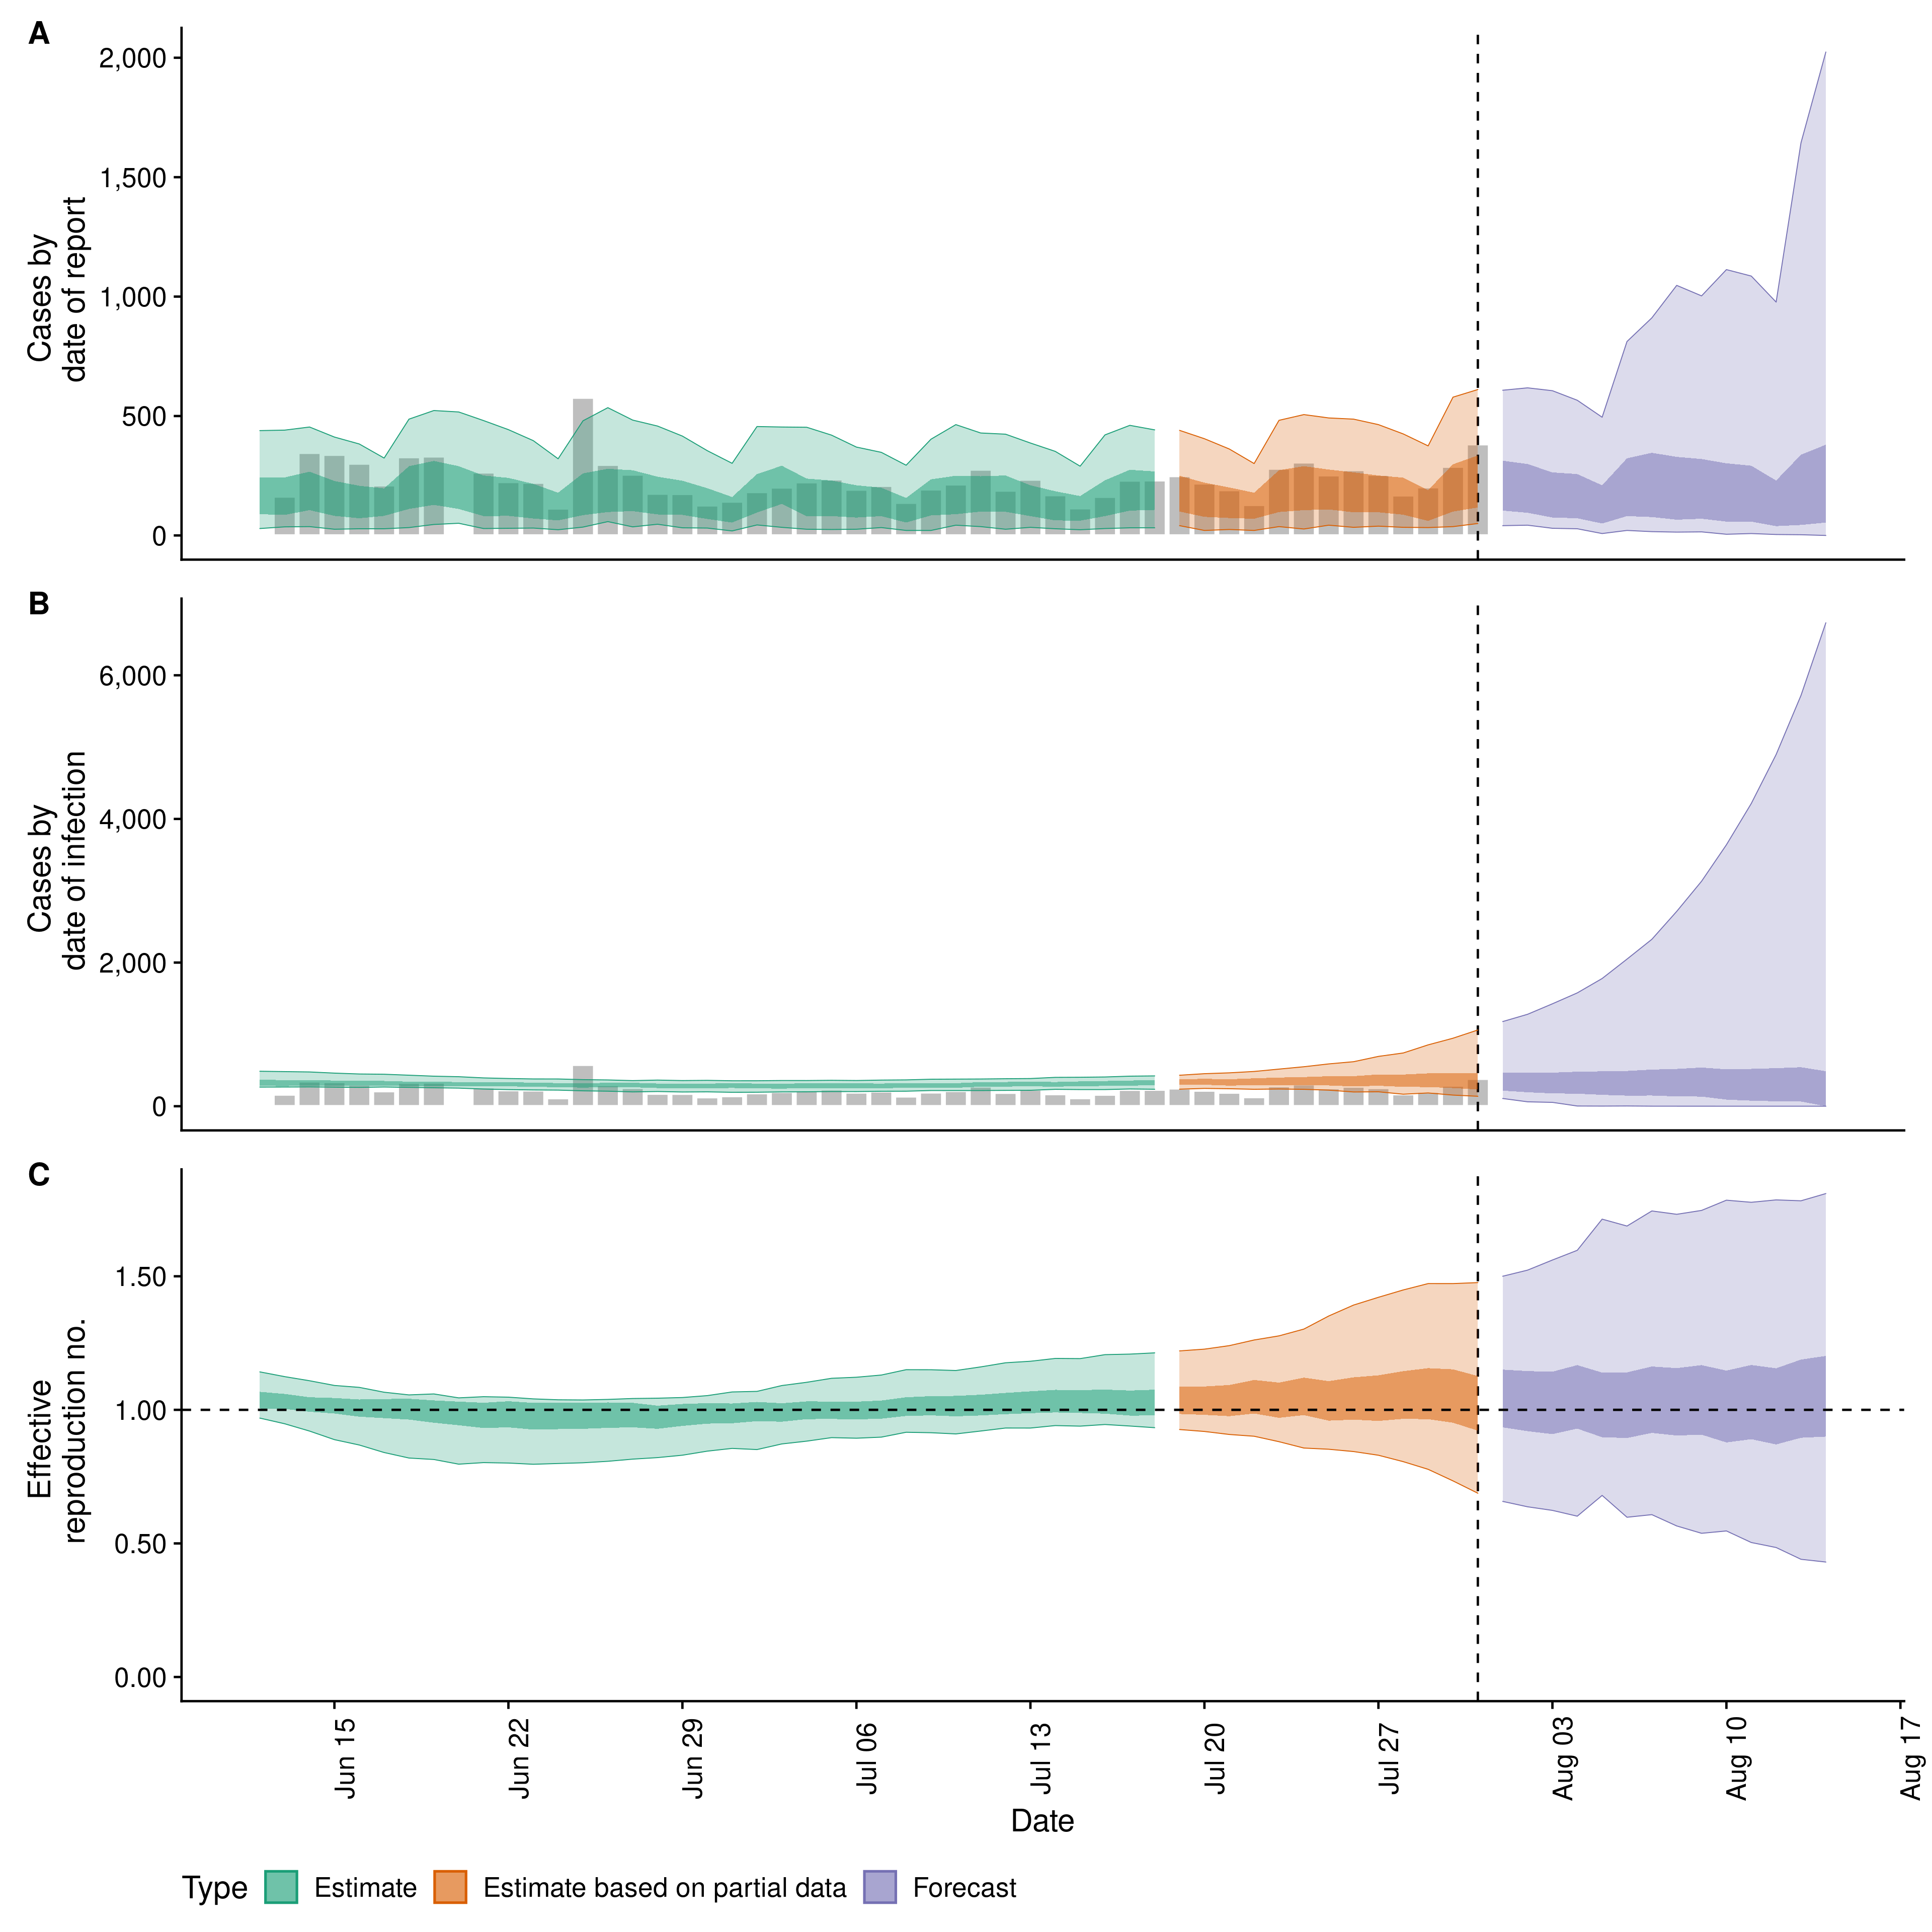 A
Cases by
date of report
2,000
1,500
1,000
500
0
B
Cases by
date of infection
6,000
4,000
2,000
0
C
Effective
reproduction no.
1.50
1.00
0.50
0.00
Jun 15
Jun 22
Jun 29
Jul 06
Jul 13
Jul 20
Jul 27
Aug 03
Aug 10
Aug 17
Date
Type Estimate Estimate based on partial data Forecast